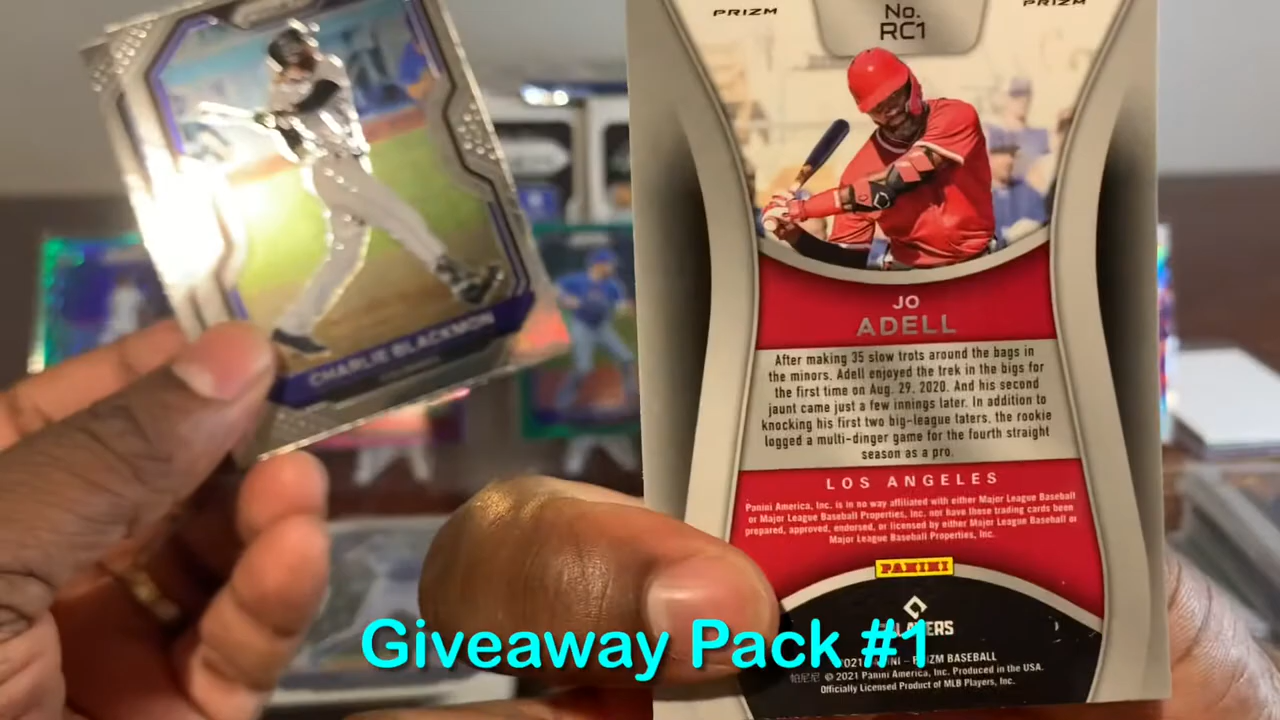 PRIZM
PRIZM
No.
RC1
CHARLIE BLACKMON
JO
ADELL
After making 35 slow trots around the bags in
the minors, Adell enjoyed the trek in the bigs for
the first time on Aug. 29, 2020. And his second
jaunt came just a few innings later. In addition to
knocking his first two big-league taters, the rookie
logged a multi-dinger game for the fourth straight
season as a pro.
LOS ANGELES
Panini America, Inc. is in no way affiliated with either Major League Baseball
or Major League Baseball Properties, Inc. nor have these trading cards been
prepared, approved, endorsed, or licensed by either Major League Baseball or
Major League Baseball Properties, Inc.
PANINI
Giveaway Pack #1
PRIZM BASEBALL
帕尼尼 © 2021 Panini America, Inc. Produced in the USA.
Officially Licensed Product of MLB Players, Inc.